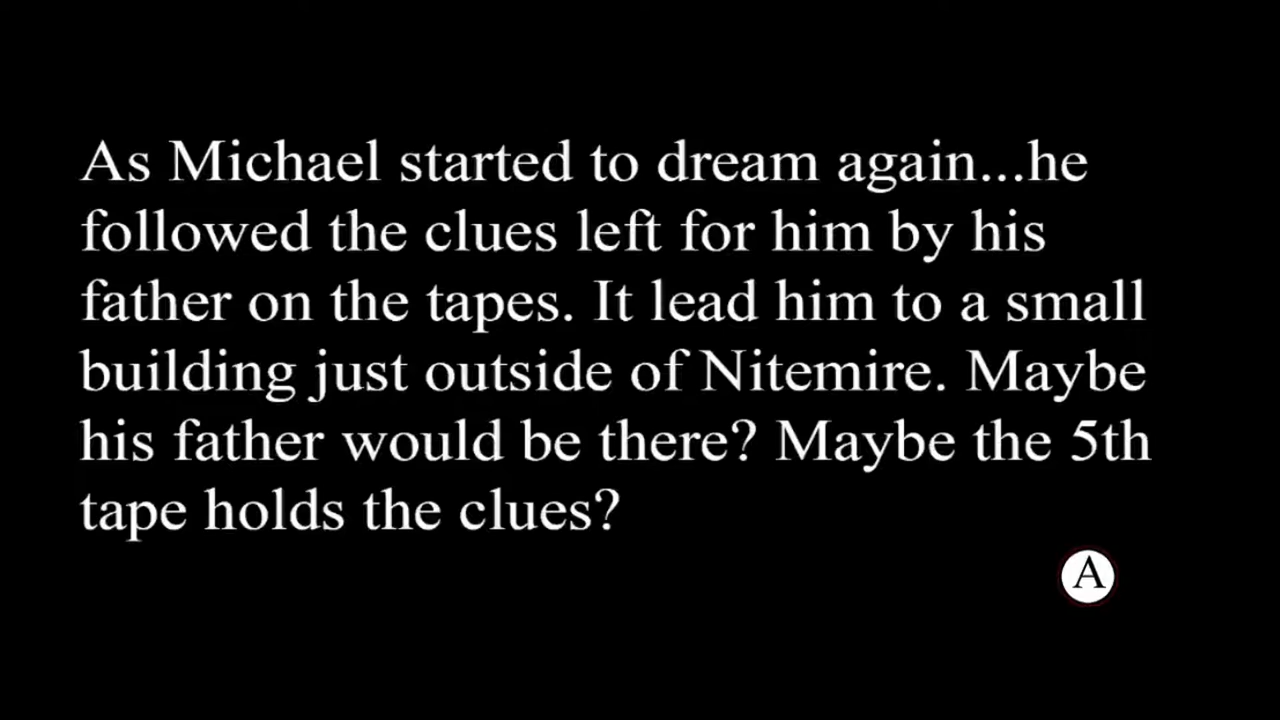 As Michael started to dream again...he
followed the clues left for him by his
father on the tapes. It lead him to a small
building just outside of Nitemire. Maybe
his father would be there? Maybe the 5th
tape holds the clues?
A